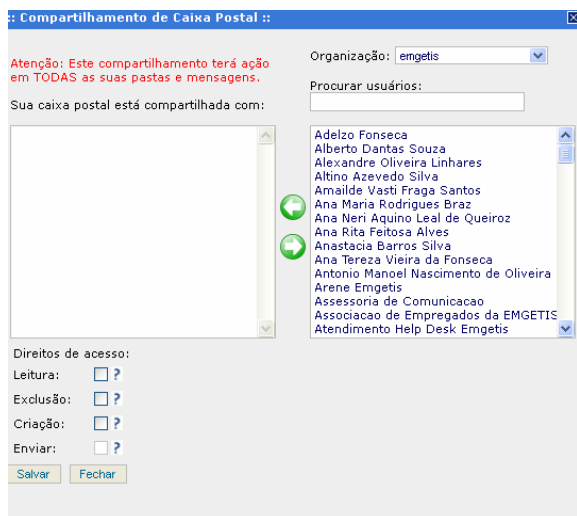 :: Compartilhamento de Caixa Postal ::
Atenção: Este compartilhamento terá ação
em TODAS as suas pastas e mensagens.
Sua caixa postal está compartilhada com:
Organização: emgetis
Procurar usuários:
Adelzo Fonseca
Alberto Dantas Souza
Alexandre Oliveira Linhares
Altino Azevedo Silva
Amailde Vasti Fraga Santos
Ana Maria Rodrigues Braz
Ana Neri Aquino Leal de Queiroz
Ana Rita Feitosa Alves
Anastacia Barros Silva
Ana Tereza Vieira da Fonseca
Antonio Manoel Nascimento de Oliveira
Arene Emgetis
Assessoria de Comunicacao
Associacao de Empregados da EMGETIS
Atendimento Help Desk Emgetis
Direitos de acesso:
Leitura: ?
Exclusão: ?
Criação: ?
Enviar: ?
Salvar Fechar